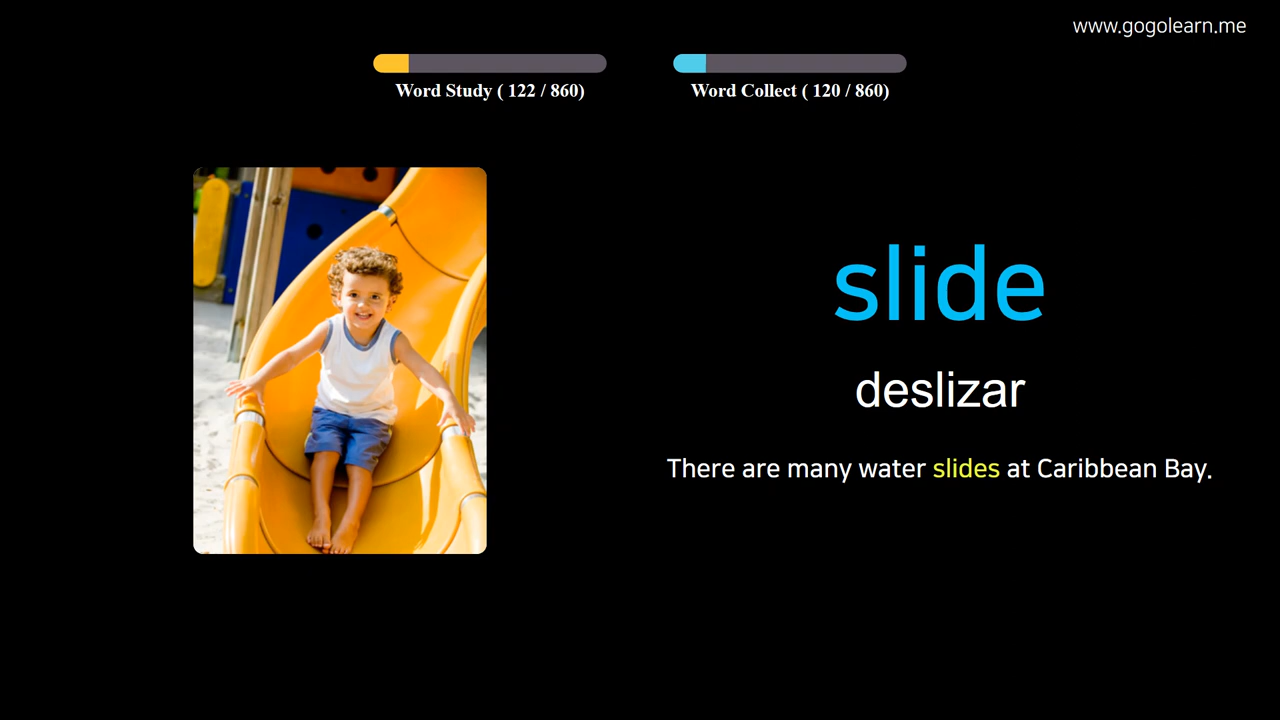 www.gogolearn.me
Word Study ( 122 / 860)
Word Collect ( 120 / 860)
slide
deslizar
There are many water slides at Caribbean Bay.